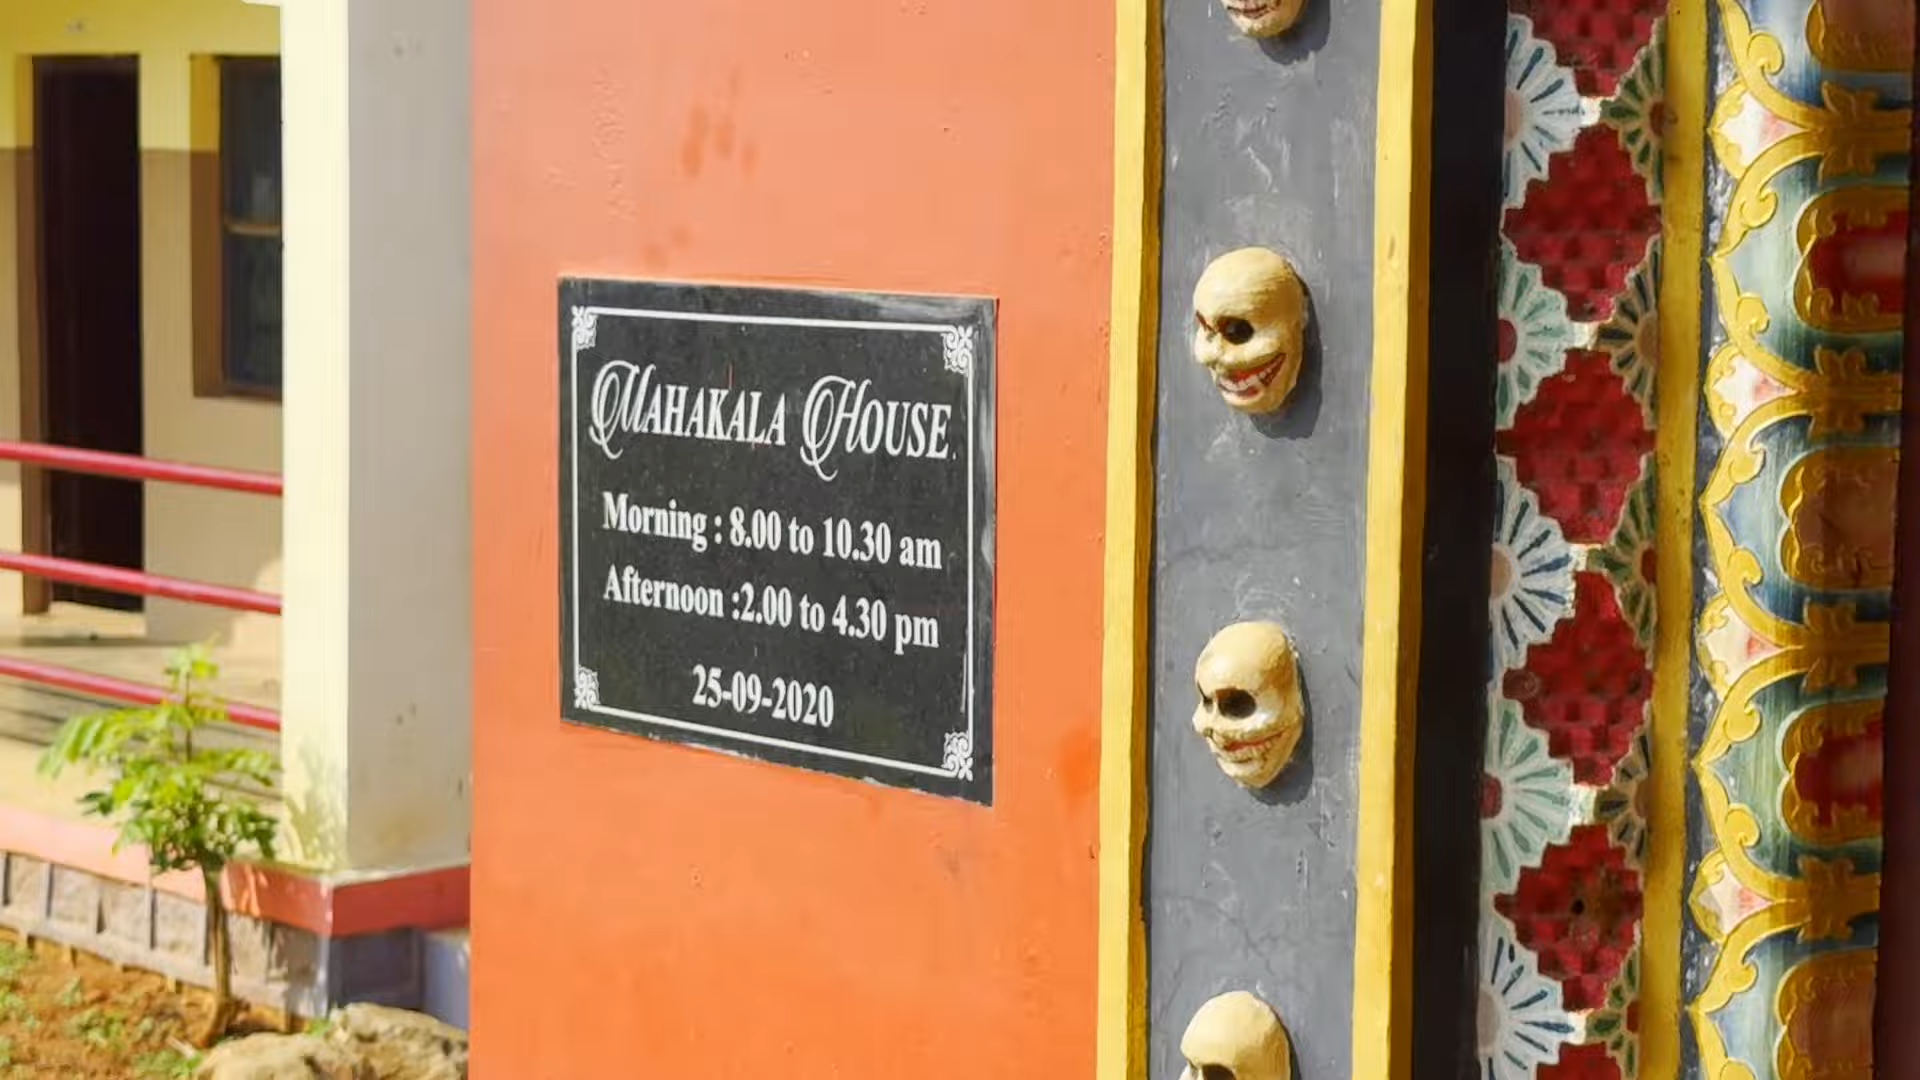 MAHAKALA HOUSE.
Morning : 8.00 to 10.30 am
Afternoon :2.00 to 4.30 pm
25-09-2020